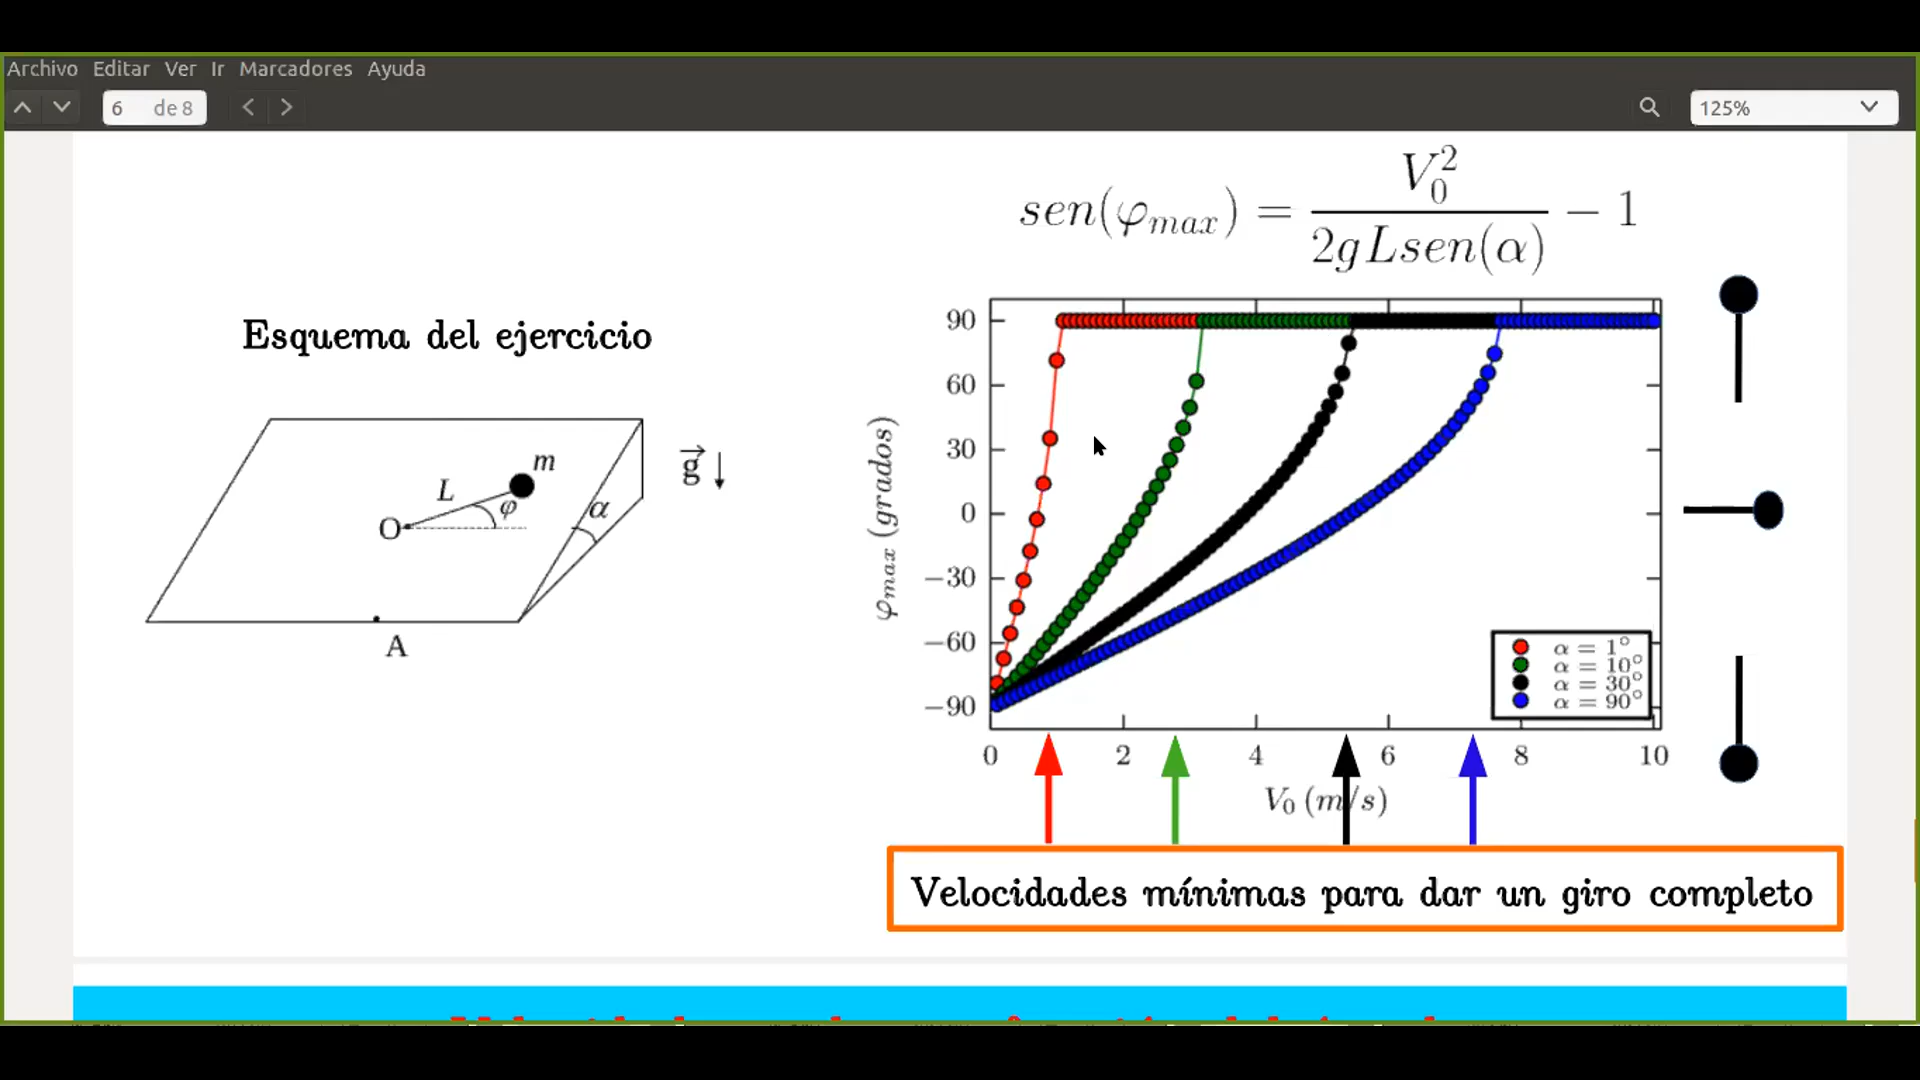 Archivo Editar Ver Ir Marcadores Ayuda
6 de 8
125%
sen(φmax) = V₀² / 2gLsen(α) − 1
Esquema del ejercicio
m
L
φ
O
α
g
A
φmax (grados)
90
60
30
0
−30
−60
−90
α = 1°
α = 10°
α = 30°
α = 90°
0 2 4 6 8 10
V₀ (m/s)
Velocidades mínimas para dar un giro completo